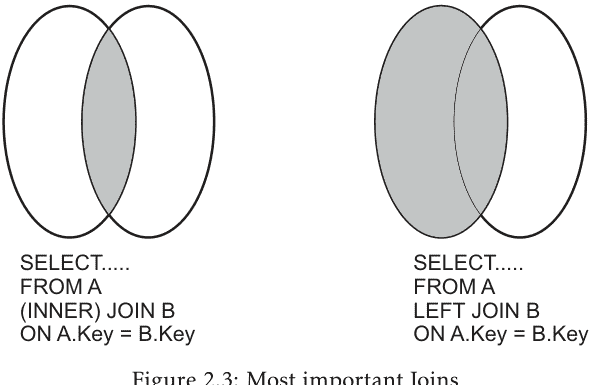 SELECT.....
FROM A
(INNER) JOIN B
ON A.Key = B.Key
SELECT.....
FROM A
LEFT JOIN B
ON A.Key = B.Key
Figure 2.3: Most important Joins